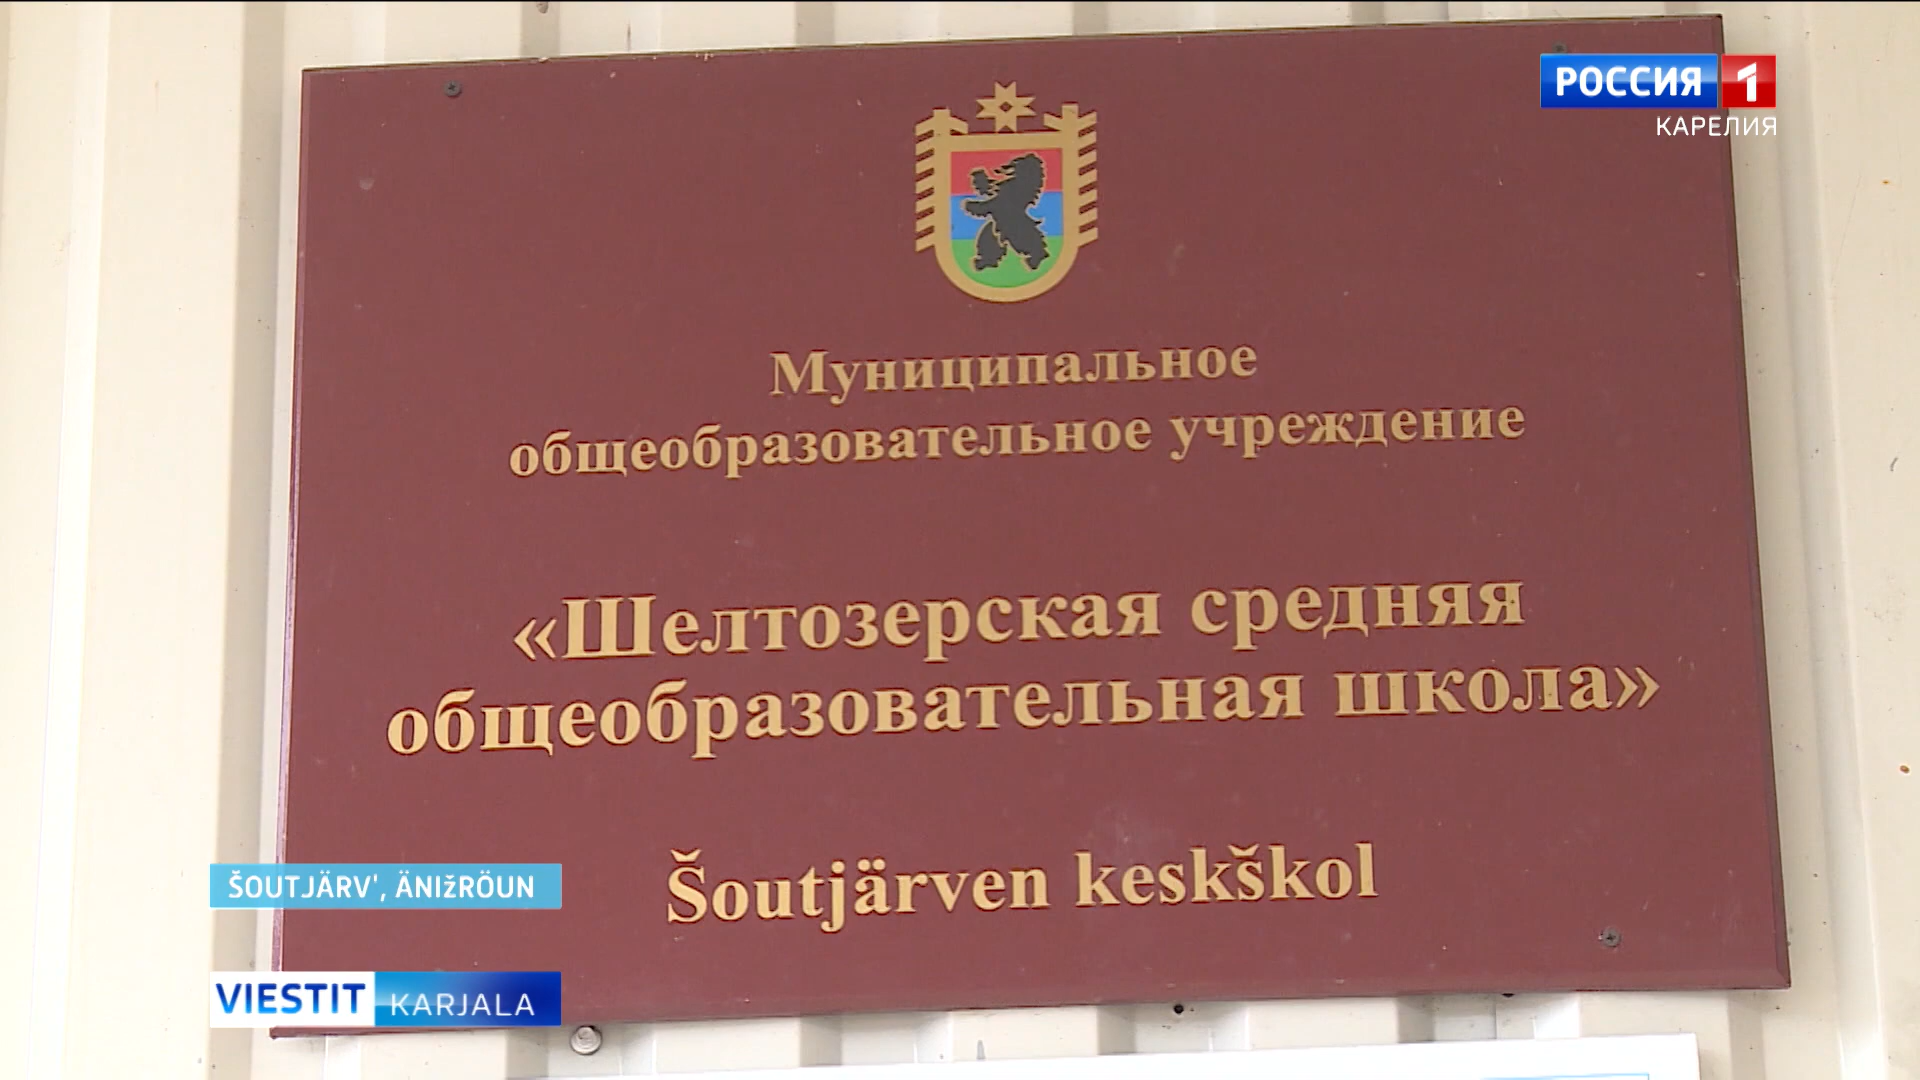 РОССИЯ 1
КАРЕЛИЯ
Муниципальное
общеобразовательное учреждение
«Шелтозерская средняя
общеобразовательная школа»
Šoutjärven keskškol
ŠOUTJÄRV', ÄNIŽRÖUN
VIESTIT KARJALA